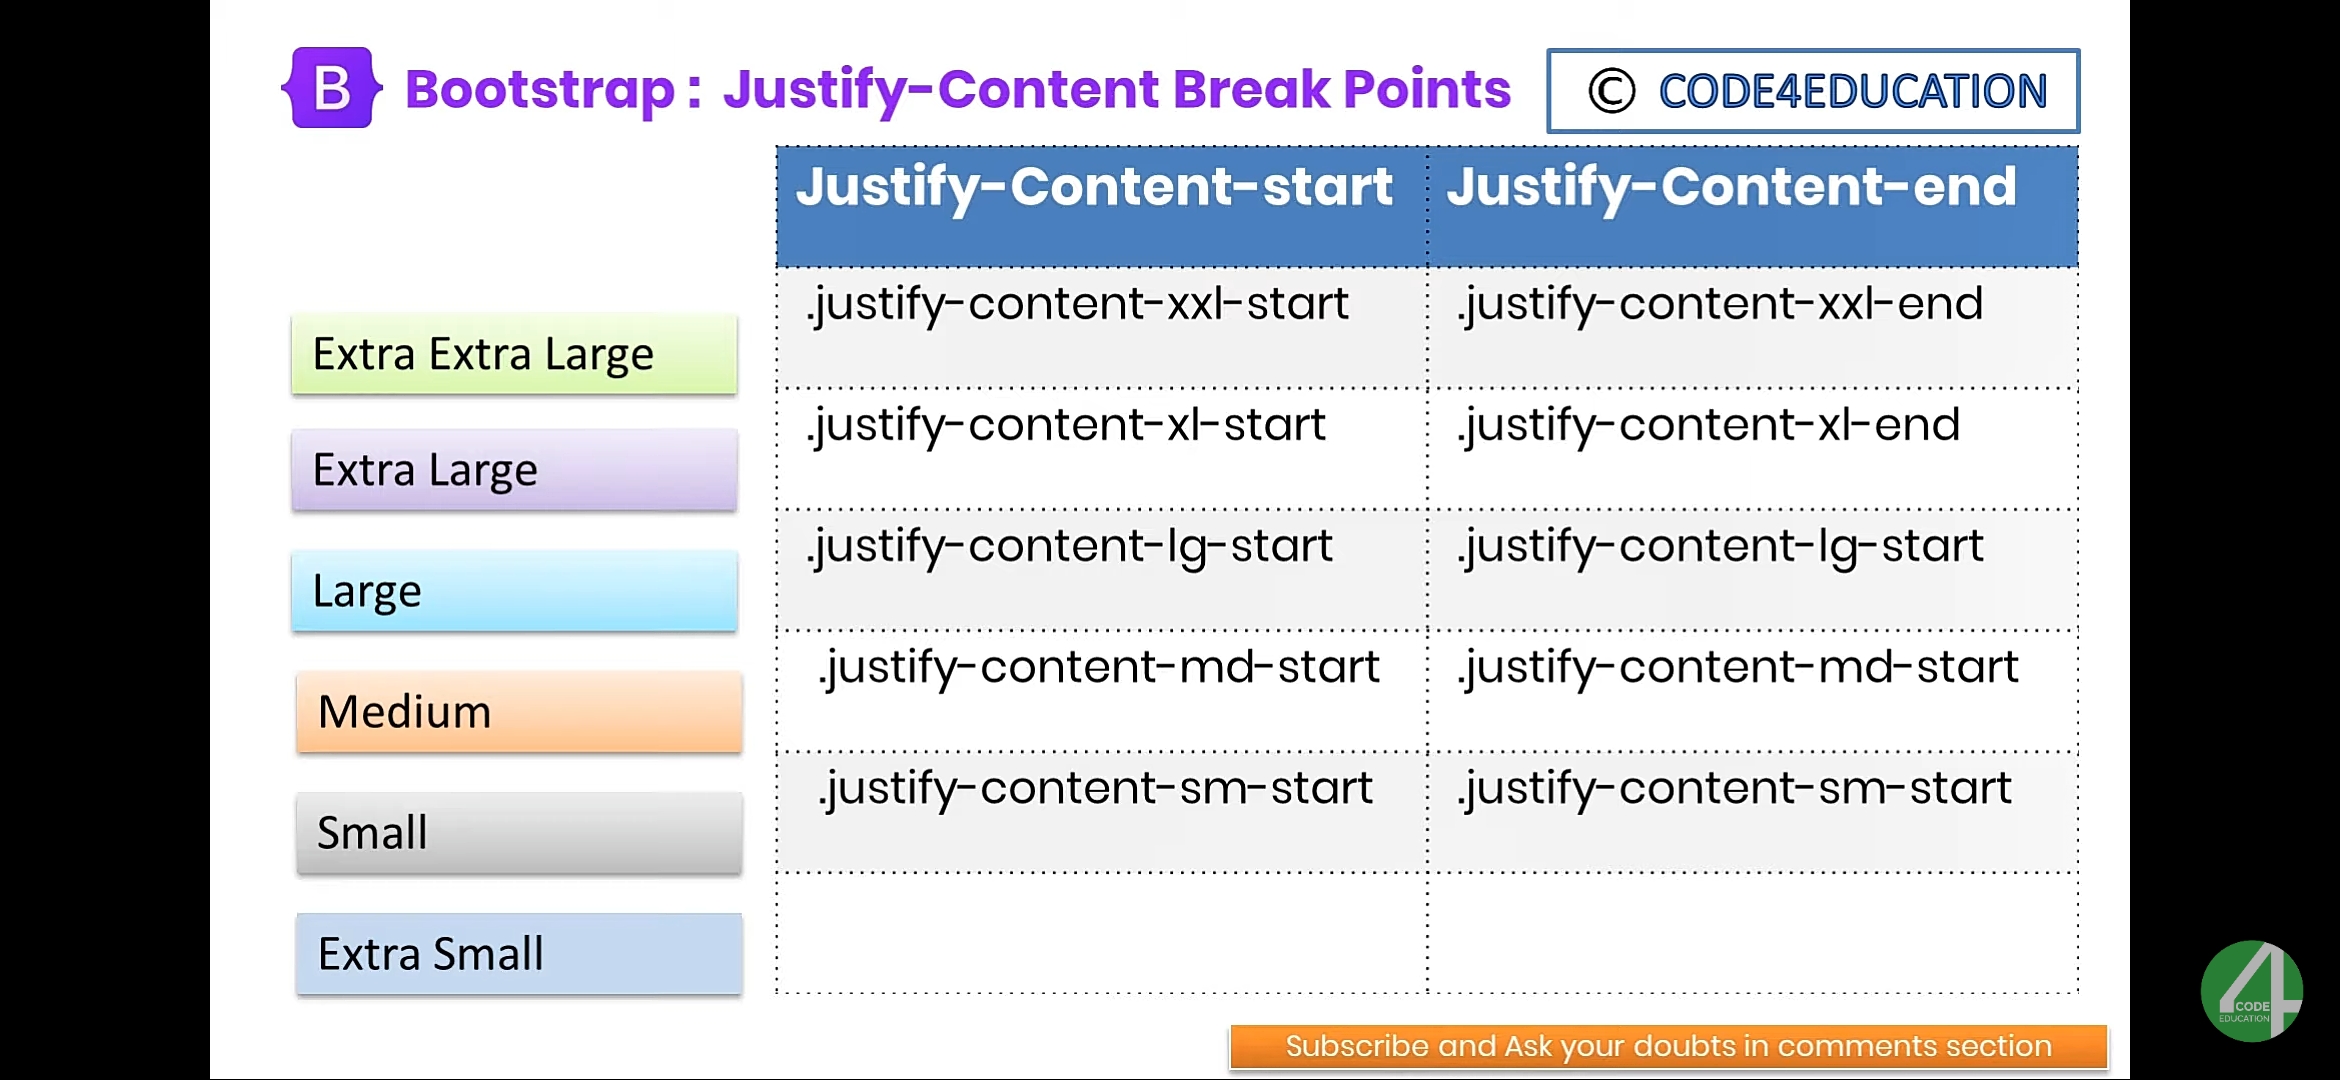 B Bootstrap : Justify-Content Break Points © CODE4EDUCATION
Justify-Content-start Justify-Content-end
Extra Extra Large .justify-content-xxl-start .justify-content-xxl-end
Extra Large .justify-content-xl-start .justify-content-xl-end
Large .justify-content-lg-start .justify-content-lg-start
Medium .justify-content-md-start .justify-content-md-start
Small .justify-content-sm-start .justify-content-sm-start
Extra Small
4
CODE
EDUCATION
Subscribe and Ask your doubts in comments section